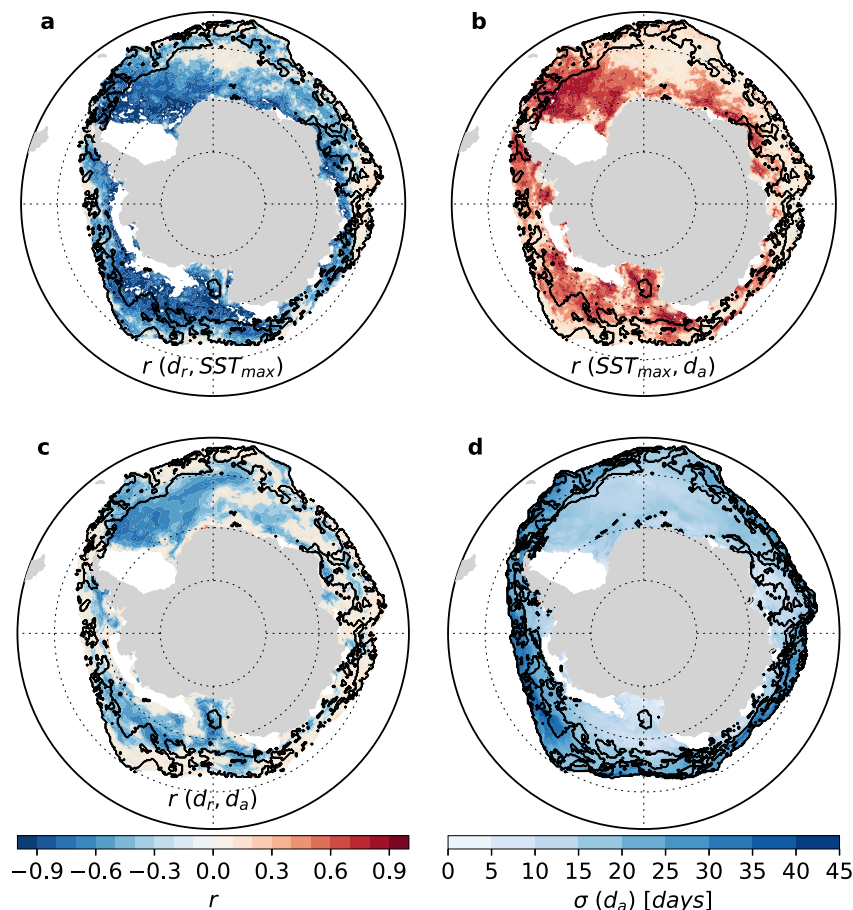 a
b
r (d_r, SST_max)
r (SST_max, d_a)
c
d
r (d_r, d_a)
−0.9 −0.6 −0.3 0.0 0.3 0.6 0.9
r
0 5 10 15 20 25 30 35 40 45
σ (d_a) [days]